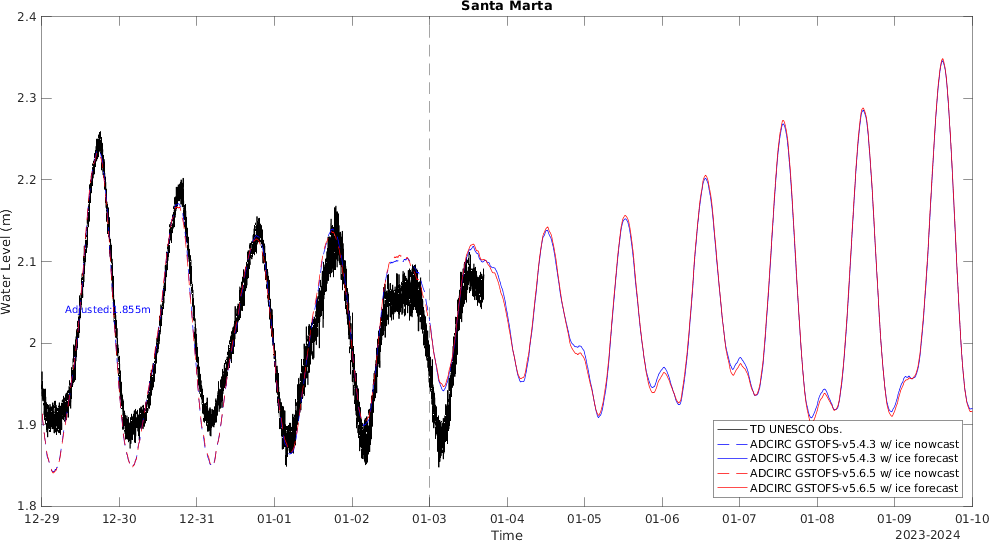 Santa Marta
2.4
2.3
2.2
2.1
2
1.9
1.8
Water Level (m)
Adjusted:1.855m
12-29
12-30
12-31
01-01
01-02
01-03
01-04
01-05
01-06
01-07
01-08
01-09
01-10
Time
2023-2024
TD UNESCO Obs.
ADCIRC GSTOFS-v5.4.3 w/ ice nowcast
ADCIRC GSTOFS-v5.4.3 w/ ice forecast
ADCIRC GSTOFS-v5.6.5 w/ ice nowcast
ADCIRC GSTOFS-v5.6.5 w/ ice forecast